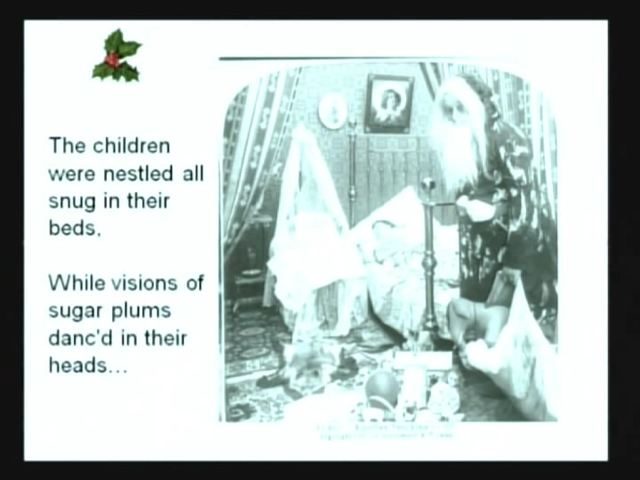 The children
were nestled all
snug in their
beds,
While visions of
sugar plums
danc'd in their
heads...